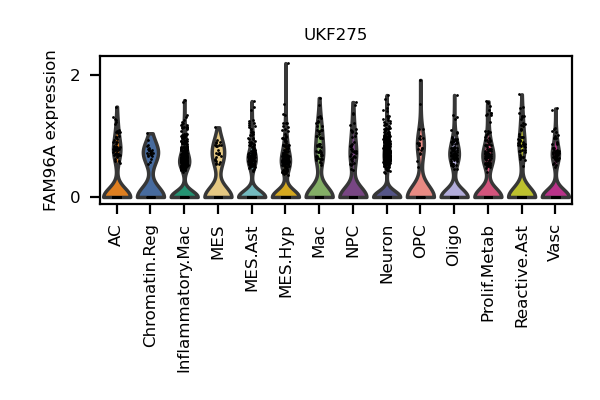 UKF275
FAM96A expression
2
0
AC
Chromatin.Reg
Inflammatory.Mac
MES
MES.Ast
MES.Hyp
Mac
NPC
Neuron
OPC
Oligo
Prolif.Metab
Reactive.Ast
Vasc